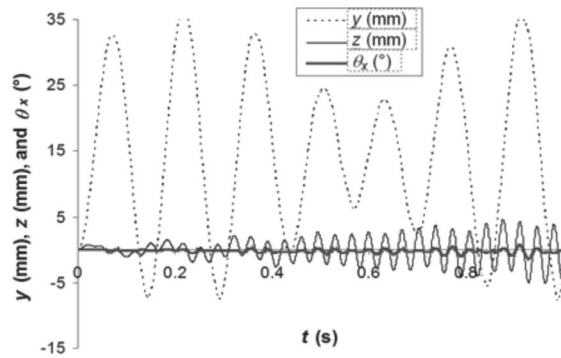 35
25
15
5
-5
-15
0
0.2
0.4
0.6
0.8
y (mm), z (mm), and θ x (°)
t (s)
y (mm)
z (mm)
θx (°)